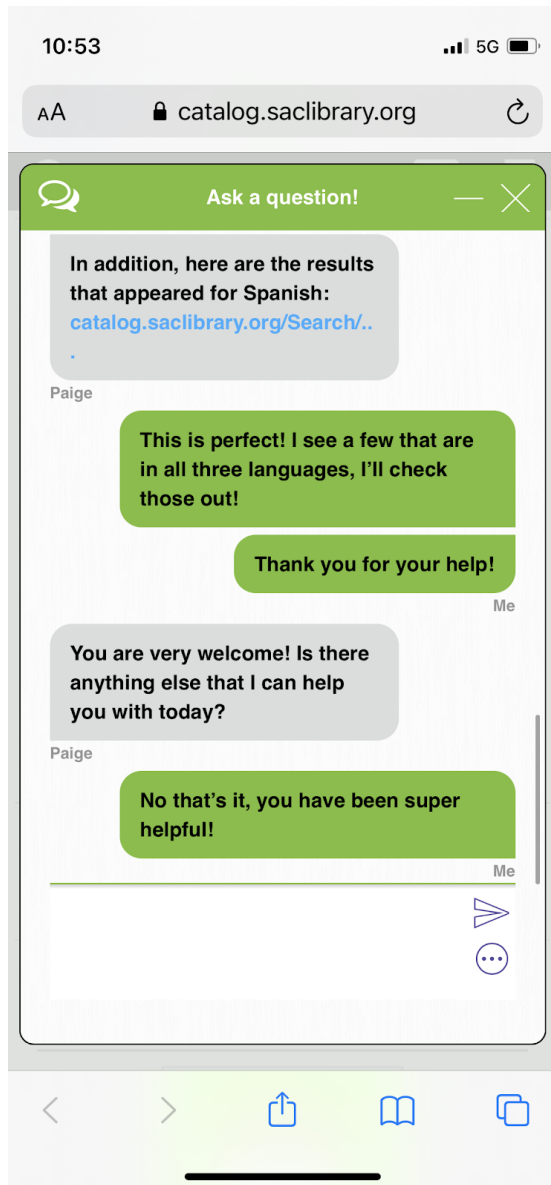 10:53
5G
AA
catalog.saclibrary.org
Ask a question!
In addition, here are the results
that appeared for Spanish:
catalog.saclibrary.org/Search/..
.
Paige
This is perfect! I see a few that are
in all three languages, I’ll check
those out!
Thank you for your help!
Me
You are very welcome! Is there
anything else that I can help
you with today?
Paige
No that’s it, you have been super
helpful!
Me